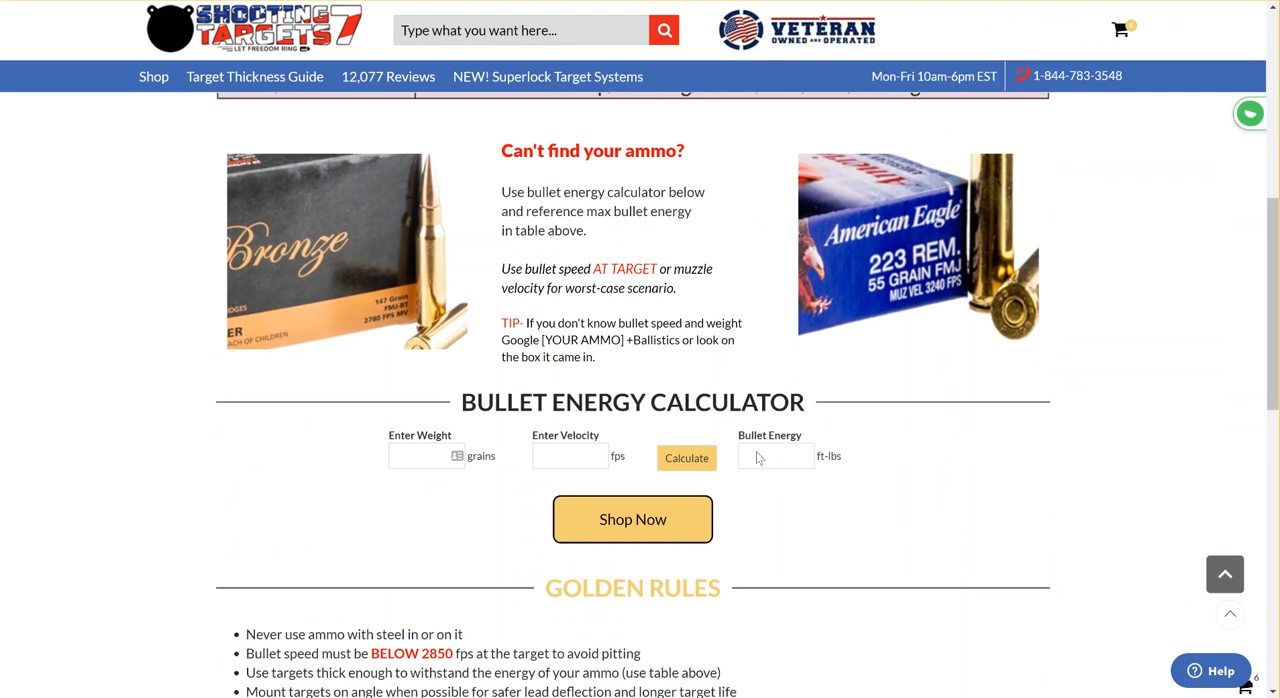 SHOOTING
TARGETS 7
LET FREEDOM RING
Type what you want here...
VETERAN
OWNED AND OPERATED
0
Shop
Target Thickness Guide
12,077 Reviews
NEW! Superlock Target Systems
Mon-Fri 10am-6pm EST
1-844-783-3548
Can't find your ammo?
Use bullet energy calculator below
and reference max bullet energy
in table above.
Use bullet speed AT TARGET or muzzle
velocity for worst-case scenario.
TIP- If you don't know bullet speed and weight
Google [YOUR AMMO] +Ballistics or look on
the box it came in.
Bronze
147 Grain
FMJ-BT
2780 FPS MV
ER
ACH OF CHILDREN
American Eagle
223 REM.
55 GRAIN FMJ
MUZ VEL 3240 FPS
BULLET ENERGY CALCULATOR
Enter Weight
grains
Enter Velocity
fps
Calculate
Bullet Energy
ft-lbs
Shop Now
GOLDEN RULES
• Never use ammo with steel in or on it
• Bullet speed must be BELOW 2850 fps at the target to avoid pitting
• Use targets thick enough to withstand the energy of your ammo (use table above)
• Mount targets on angle when possible for safer lead deflection and longer target life
Help
6